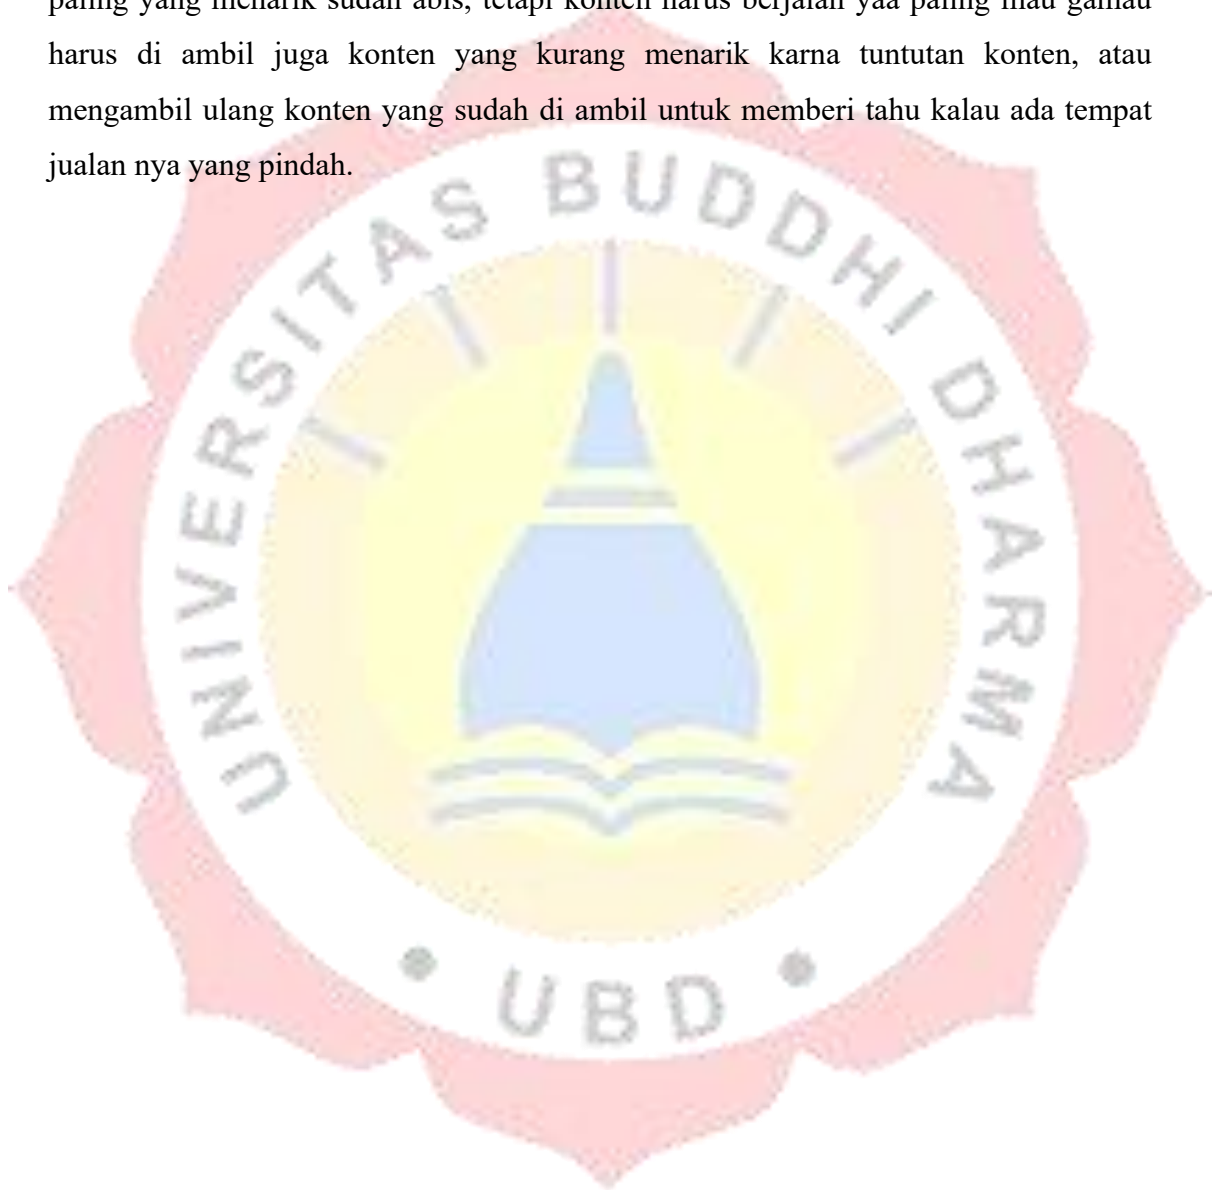 paling yang menarik sudah abis, tetapi konten harus berjalan yaa paling mau gamau
harus di ambil juga konten yang kurang menarik karna tuntutan konten, atau
mengambil ulang konten yang sudah di ambil untuk memberi tahu kalau ada tempat
jualan nya yang pindah.
UNIVERSITAS BUDDHI DHARMA
• UBD •